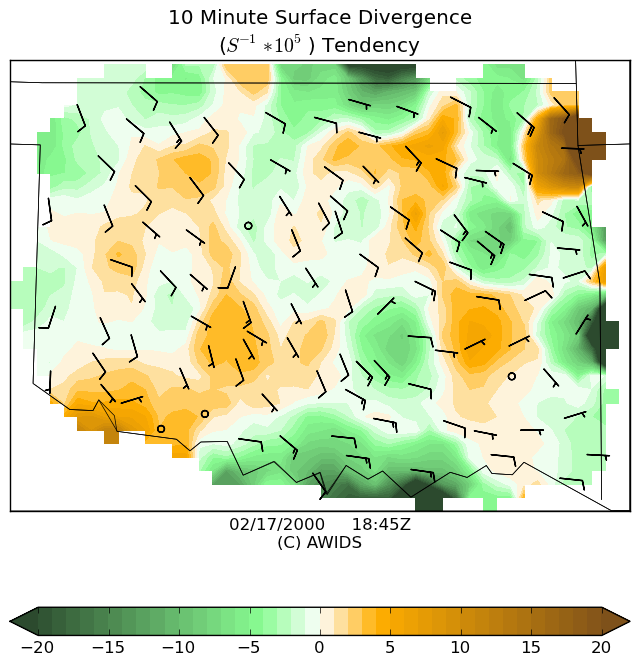 10 Minute Surface Divergence
(S⁻¹ *10⁵ ) Tendency
02/17/2000 18:45Z
(C) AWIDS
−20 −15 −10 −5 0 5 10 15 20